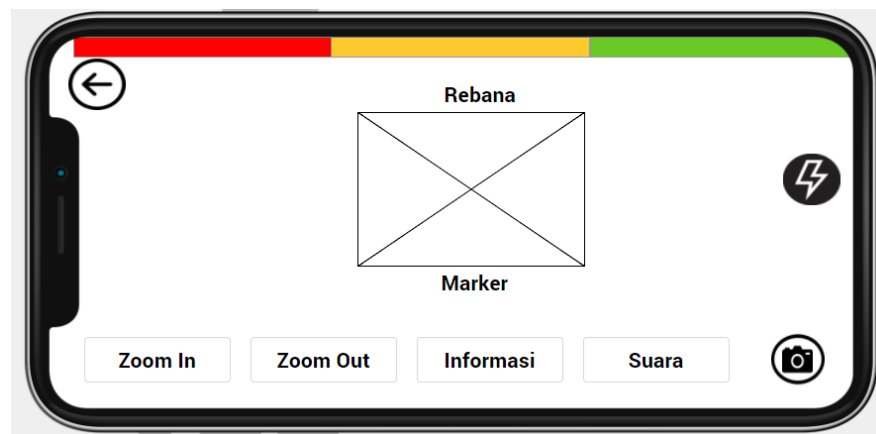 Rebana
Marker
Zoom In
Zoom Out
Informasi
Suara